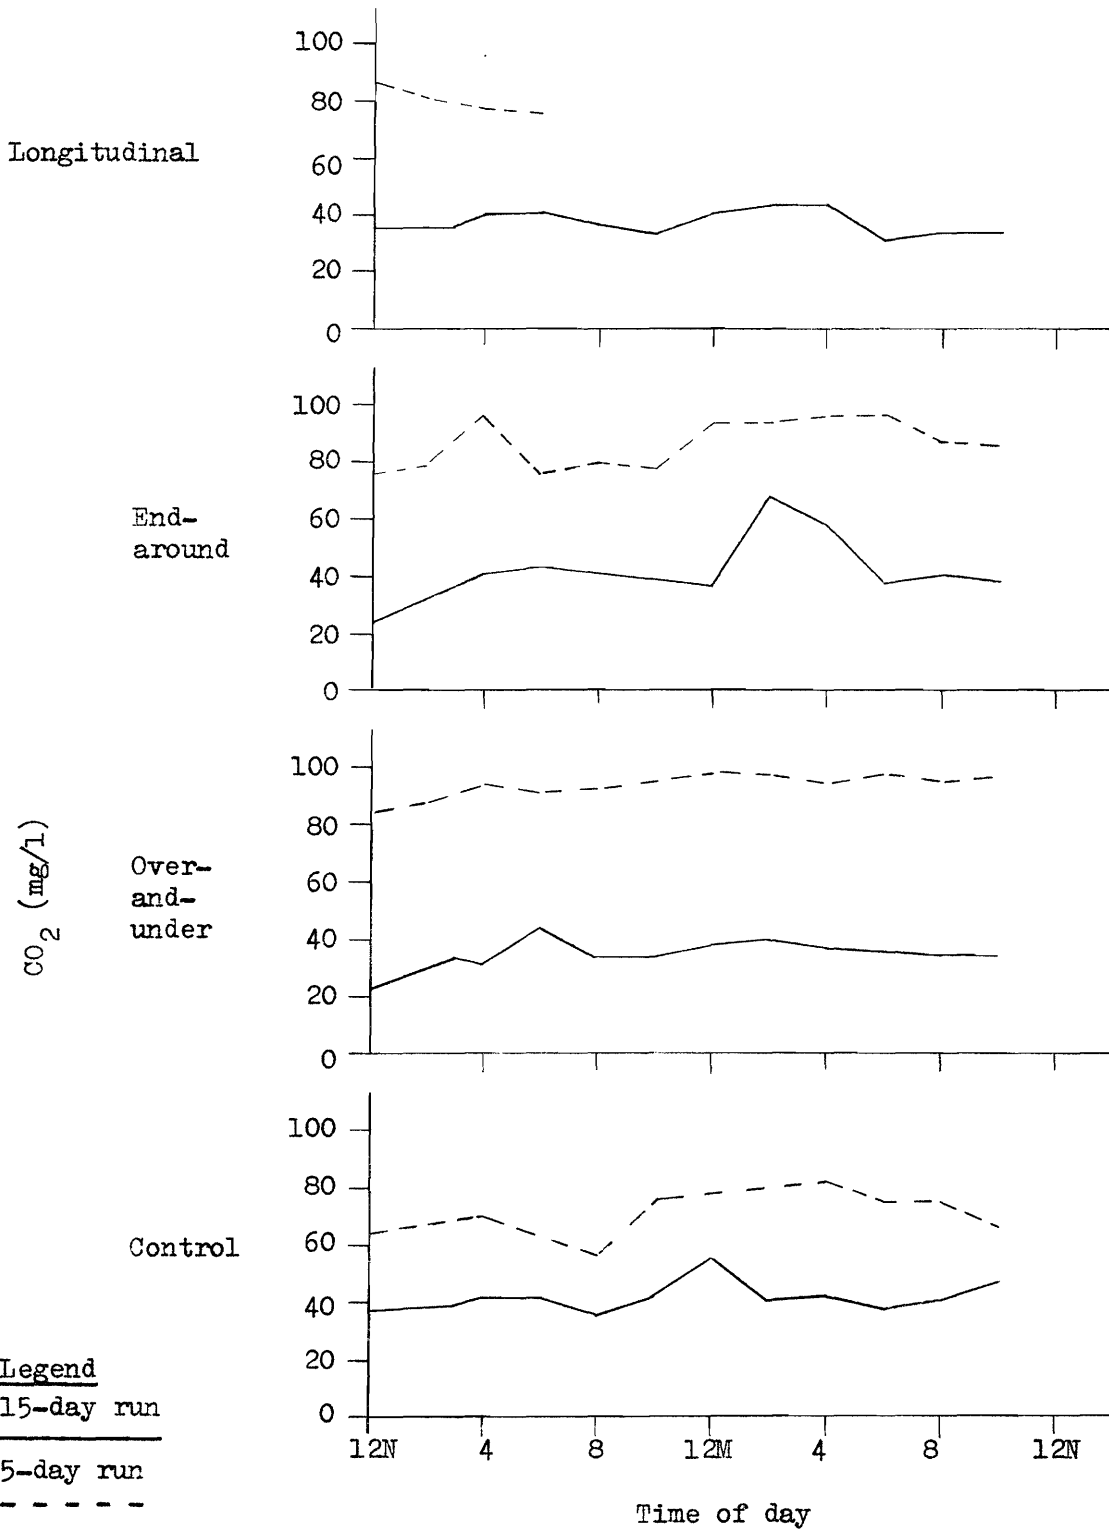 100
80
Longitudinal
60
40
20
0
100
80
60
End-
around
40
20
0
100
80
Over-
and-
under
60
40
20
0
CO2 (mg/l)
100
80
60
Control
40
20
0
Legend
15-day run
5-day run
12N 4 8 12M 4 8 12N
Time of day